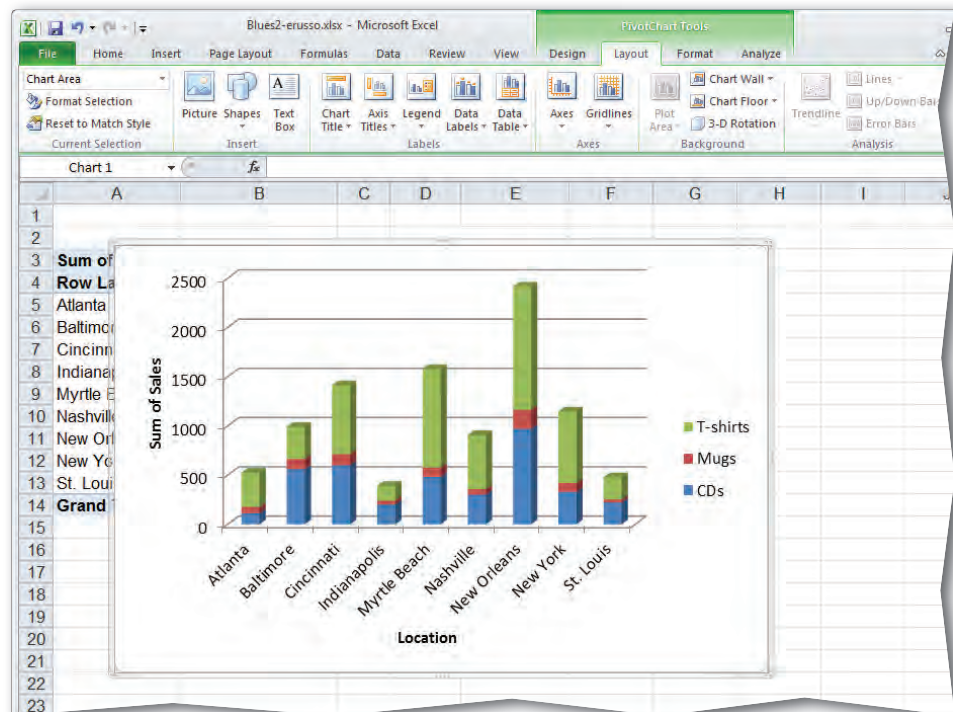 Blues2-erusso.xlsx - Microsoft Excel
PivotChart Tools
File Home Insert Page Layout Formulas Data Review View Design Layout Format Analyze
Chart Area
Format Selection
Reset to Match Style
Current Selection
Picture Shapes Text Box
Insert
Chart Title Axis Titles Legend Data Labels Data Table
Labels
Axes Gridlines
Axes
Plot Area
Chart Wall
Chart Floor
3-D Rotation
Background
Trendline
Lines
Up/Down Bars
Error Bars
Analysis
Chart 1
fx
A B C D E F G H I
1
2
3 Sum of
4 Row La
5 Atlanta
6 Baltimor
7 Cincinn
8 Indianap
9 Myrtle B
10 Nashville
11 New Orl
12 New Yo
13 St. Loui
14 Grand
15
16
17
18
19
20
21
22
23
Sum of Sales
2500
2000
1500
1000
500
0
Atlanta
Baltimore
Cincinnati
Indianapolis
Myrtle Beach
Nashville
New Orleans
New York
St. Louis
Location
T-shirts
Mugs
CDs